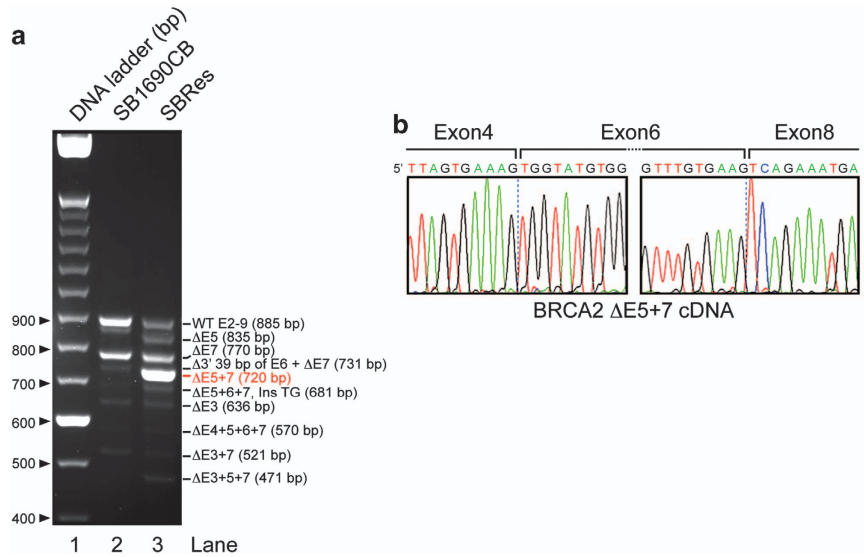 a
DNA ladder (bp)
SB1690CB
SBRes
900
800
700
600
500
400
WT E2-9 (885 bp)
ΔE5 (835 bp)
ΔE7 (770 bp)
Δ3' 39 bp of E6 + ΔE7 (731 bp)
ΔE5+7 (720 bp)
ΔE5+6+7, Ins TG (681 bp)
ΔE3 (636 bp)
ΔE4+5+6+7 (570 bp)
ΔE3+7 (521 bp)
ΔE3+5+7 (471 bp)
1 2 3 Lane
b
Exon4 Exon6 Exon8
5' TTAGTGAAAGTGGTATGTGG GTTTGTGAAGTCAGAAATGA
BRCA2 ΔE5+7 cDNA